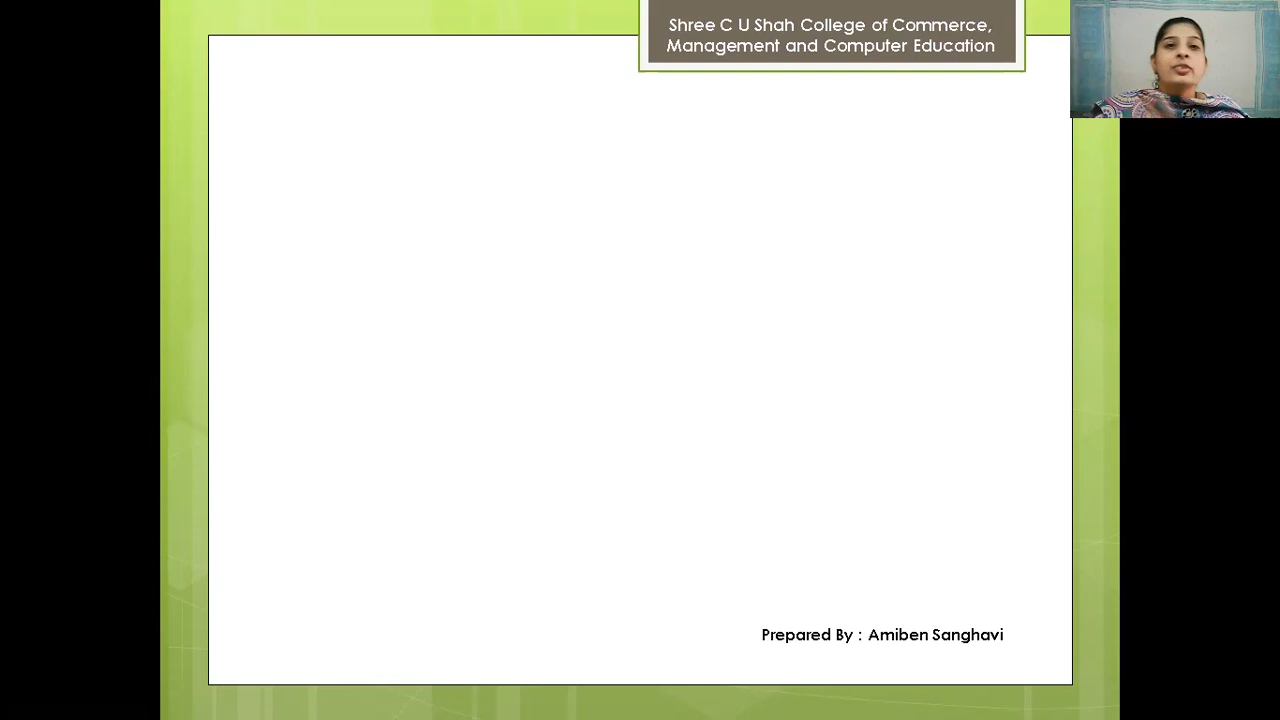 Shree C U Shah College of Commerce,
Management and Computer Education
Prepared By : Amiben Sanghavi